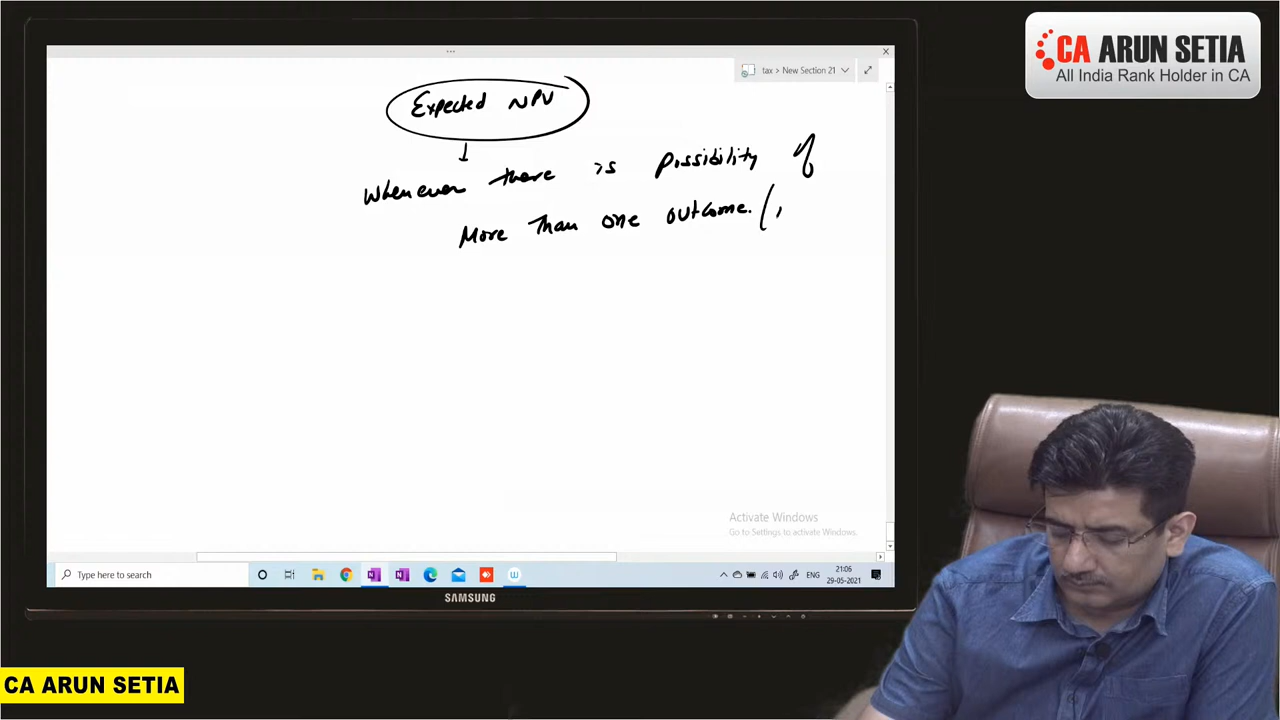 CA ARUN SETIA
All India Rank Holder in CA
tax > New Section 21
Expected NPV
Whenever there is possibility of
More than one outcome. (
Activate Windows
Go to Settings to activate Windows.
Type here to search
ENG
21:06
29-05-2021
SAMSUNG
CA ARUN SETIA